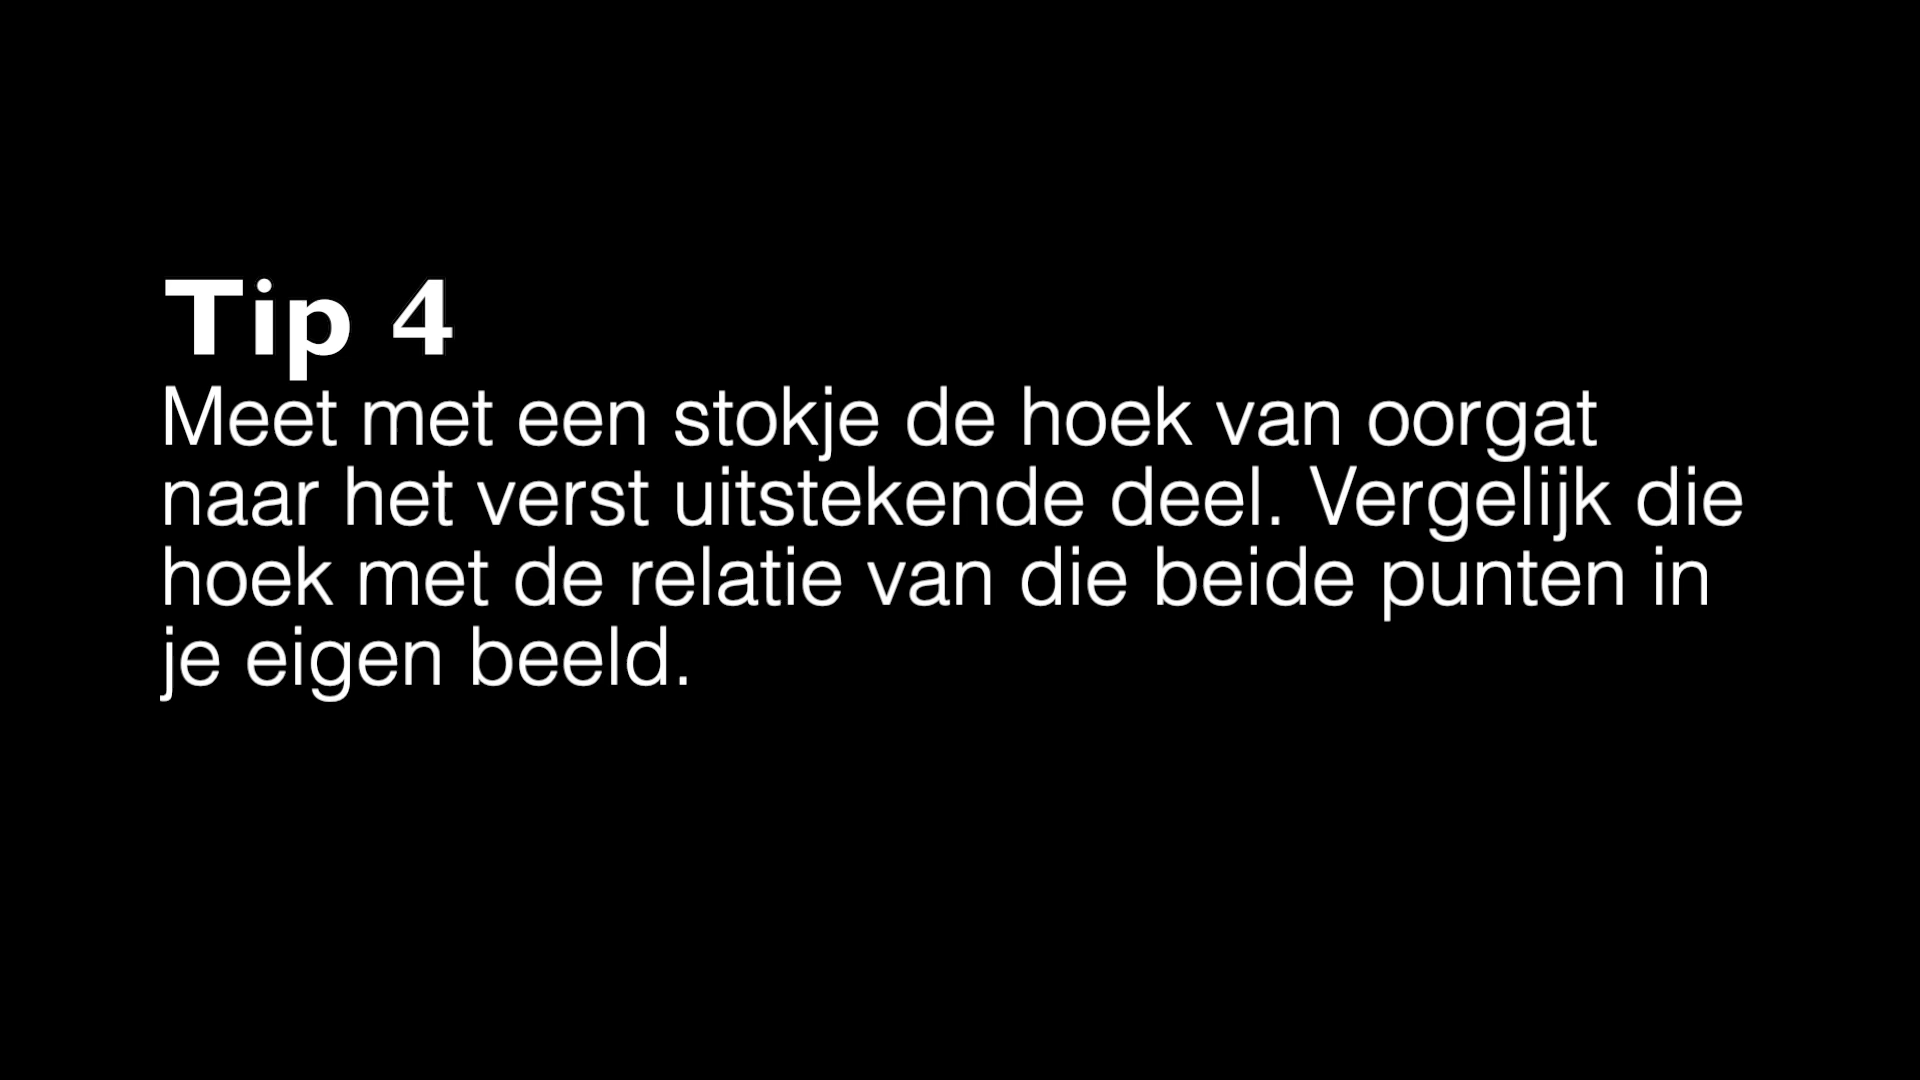 Tip 4
Meet met een stokje de hoek van oorgat
naar het verst uitstekende deel. Vergelijk die
hoek met de relatie van die beide punten in
je eigen beeld.